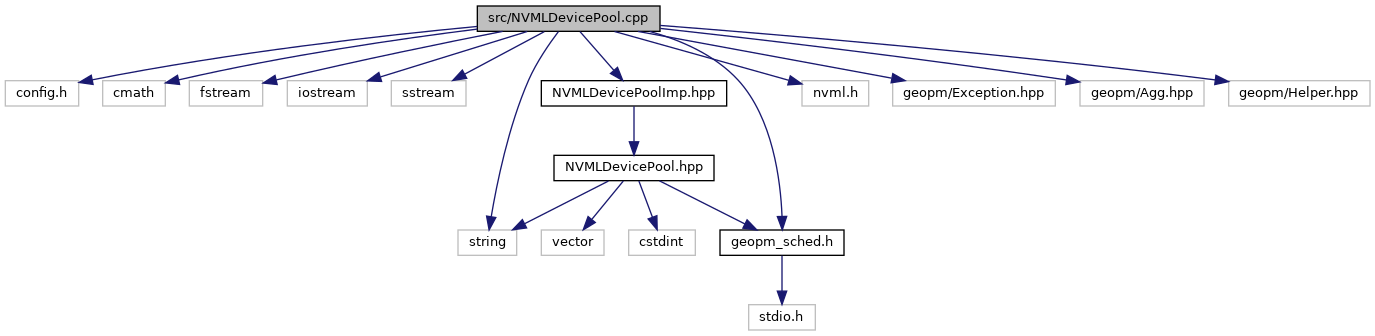 src/NVMLDevicePool.cpp
config.h
cmath
fstream
iostream
sstream
NVMLDevicePoolImp.hpp
nvml.h
geopm/Exception.hpp
geopm/Agg.hpp
geopm/Helper.hpp
NVMLDevicePool.hpp
string
vector
cstdint
geopm_sched.h
stdio.h